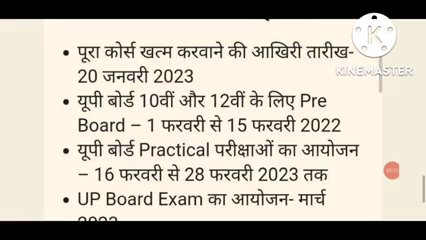 • पूरा कोर्स खत्म करवाने की आखिरी तारीख-
20 जनवरी 2023
• यूपी बोर्ड 10वीं और 12वीं के लिए Pre
Board – 1 फरवरी से 15 फरवरी 2022
• यूपी बोर्ड Practical परीक्षाओं का आयोजन
– 16 फरवरी से 28 फरवरी 2023 तक
• UP Board Exam का आयोजन- मार्च
2023
KINEMASTER